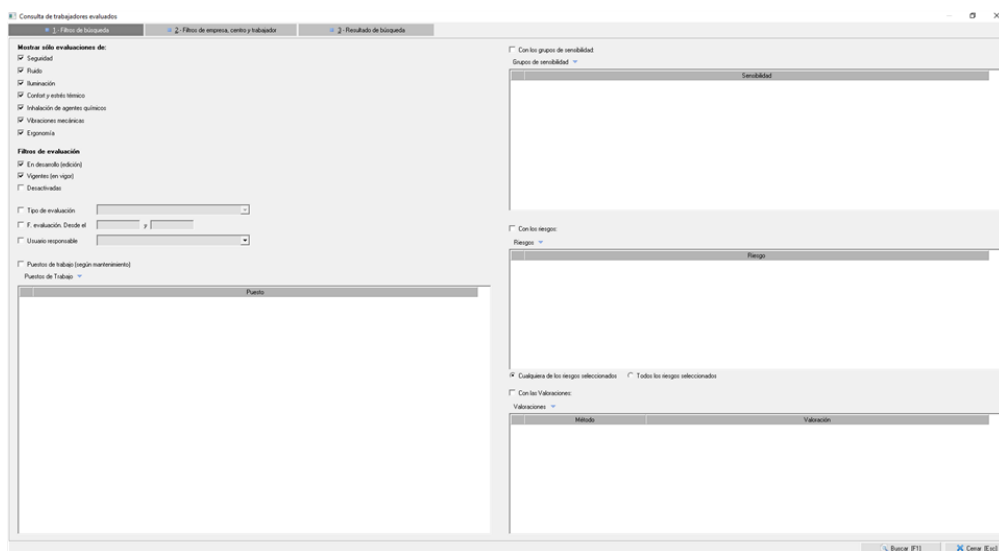 Consulta de trabajadores evaluados
1 - Filtros de búsqueda
2 - Filtros de empresa, centro y trabajador
3 - Resultado de búsqueda
Mostrar sólo evaluaciones de:
Seguridad
Ruido
Iluminación
Confort y estrés térmico
Inhalación de agentes químicos
Vibraciones mecánicas
Ergonomía
Filtros de evaluación
En desarrollo (edición)
Vigentes (en vigor)
Desactivadas
Tipo de evaluación
F. evaluación. Desde el y
Usuario responsable
Puestos de trabajo (según mantenimiento)
Puestos de Trabajo
Puesto
Con los grupos de sensibilidad:
Grupos de sensibilidad
Sensibilidad
Con los riesgos:
Riesgos
Riesgo
Cualquiera de los riesgos seleccionados Todos los riesgos seleccionados
Con las Valoraciones:
Valoraciones
Método Valoración
Buscar [F1] Cerrar [Esc]